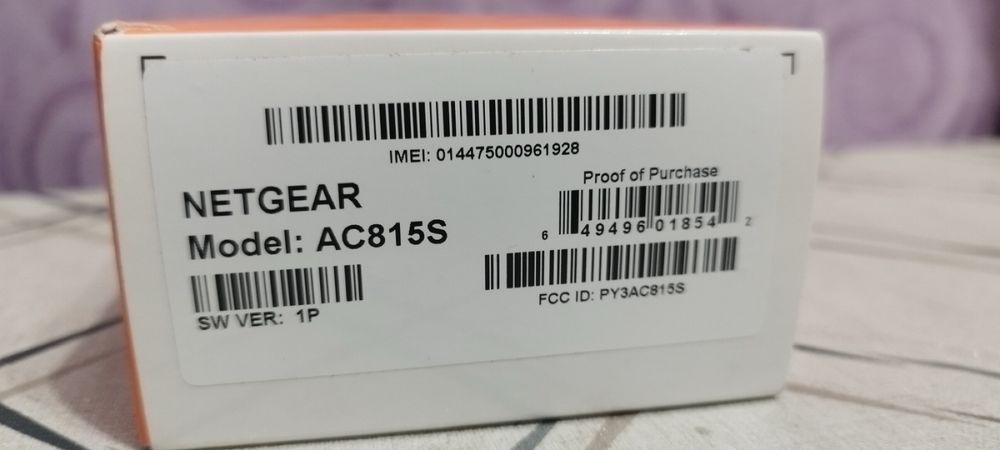 IMEI: 014475000961928
NETGEAR
Proof of Purchase
Model: AC815S
6 49496 01854 2
SW VER: 1P
FCC ID: PY3AC815S